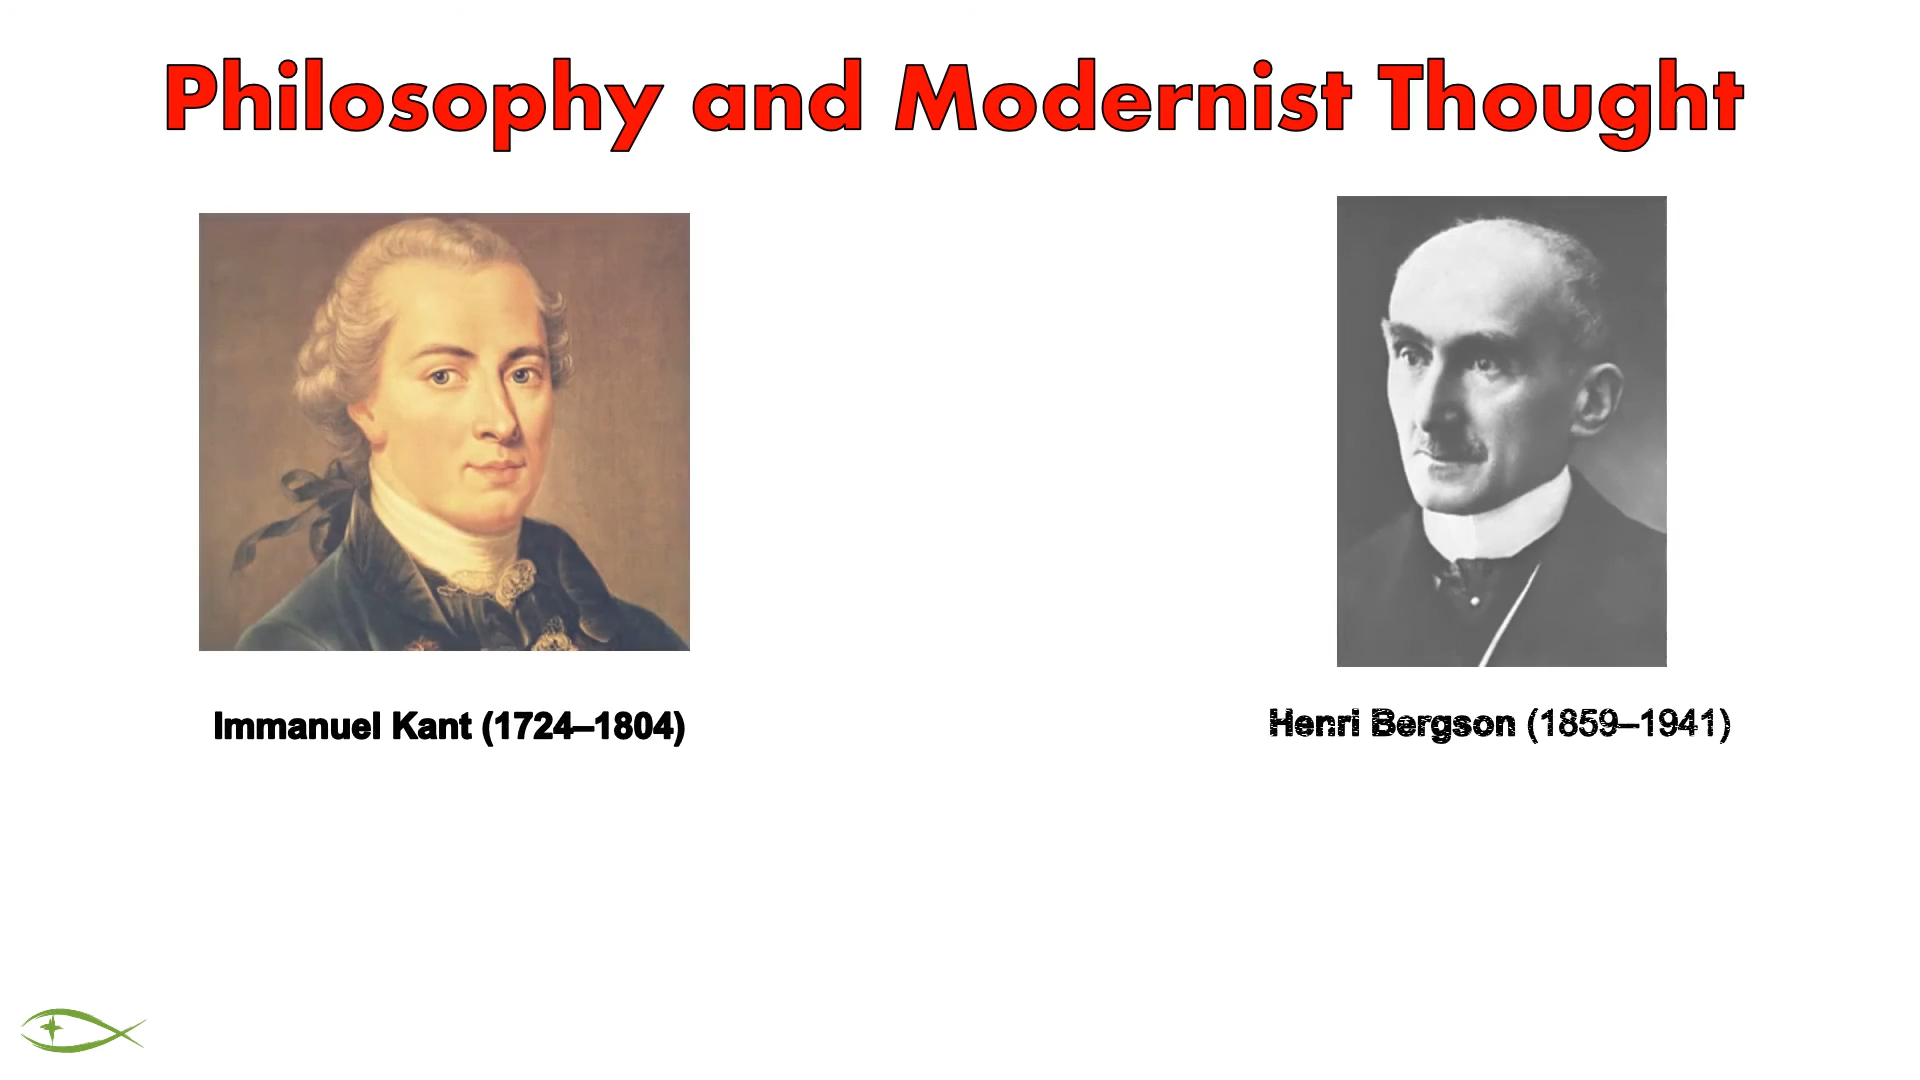 Philosophy and Modernist Thought
Immanuel Kant (1724–1804)
Henri Bergson (1859–1941)